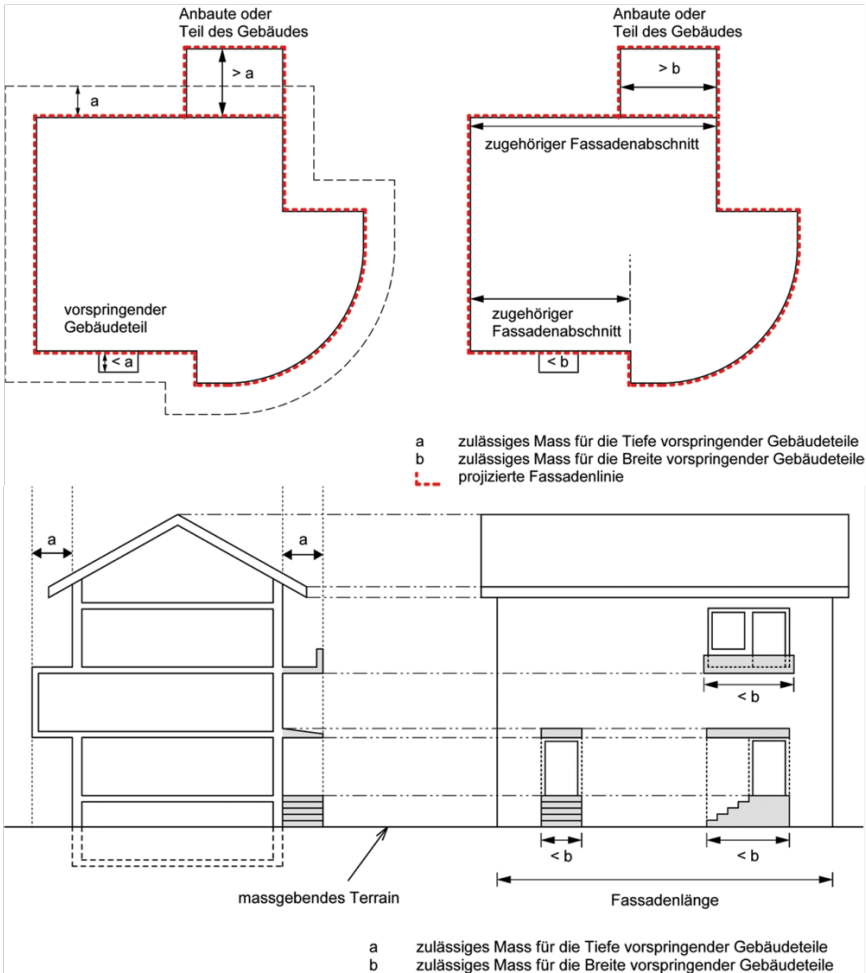 Anbaute oder
Teil des Gebäudes
> a
a
vorspringender
Gebäudeteil
< a
Anbaute oder
Teil des Gebäudes
> b
zugehöriger Fassadenabschnitt
zugehöriger
Fassadenabschnitt
< b
a zulässiges Mass für die Tiefe vorspringender Gebäudeteile
b zulässiges Mass für die Breite vorspringender Gebäudeteile
projizierte Fassadenlinie
a
a
< b
< b
< b
massgebendes Terrain
Fassadenlänge
a zulässiges Mass für die Tiefe vorspringender Gebäudeteile
b zulässiges Mass für die Breite vorspringender Gebäudeteile